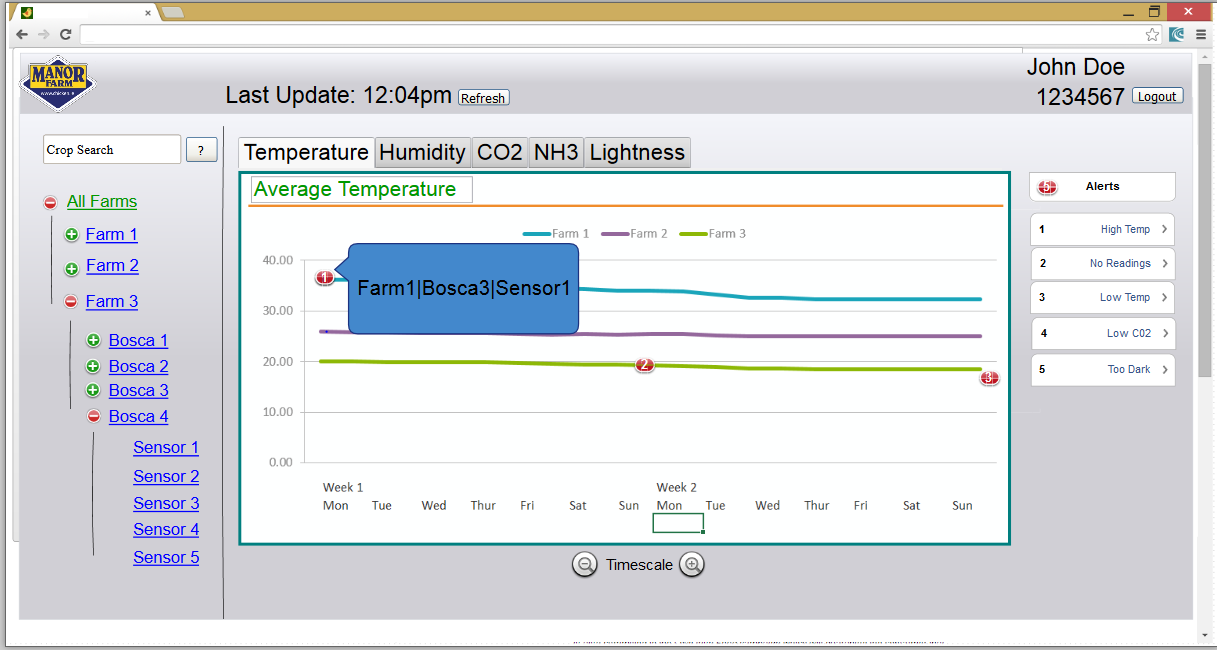 MANOR
FARM
Last Update: 12:04pm
Refresh
John Doe
1234567
Logout
Crop Search
?
All Farms
Farm 1
Farm 2
Farm 3
Bosca 1
Bosca 2
Bosca 3
Bosca 4
Sensor 1
Sensor 2
Sensor 3
Sensor 4
Sensor 5
Temperature Humidity CO2 NH3 Lightness
Average Temperature
Farm 1 Farm 2 Farm 3
40.00
30.00
20.00
10.00
0.00
1
Farm1|Bosca3|Sensor1
2
3
Week 1 Week 2
Mon Tue Wed Thur Fri Sat Sun Mon Tue Wed Thur Fri Sat Sun
Timescale
5 Alerts
1 High Temp
2 No Readings
3 Low Temp
4 Low C02
5 Too Dark